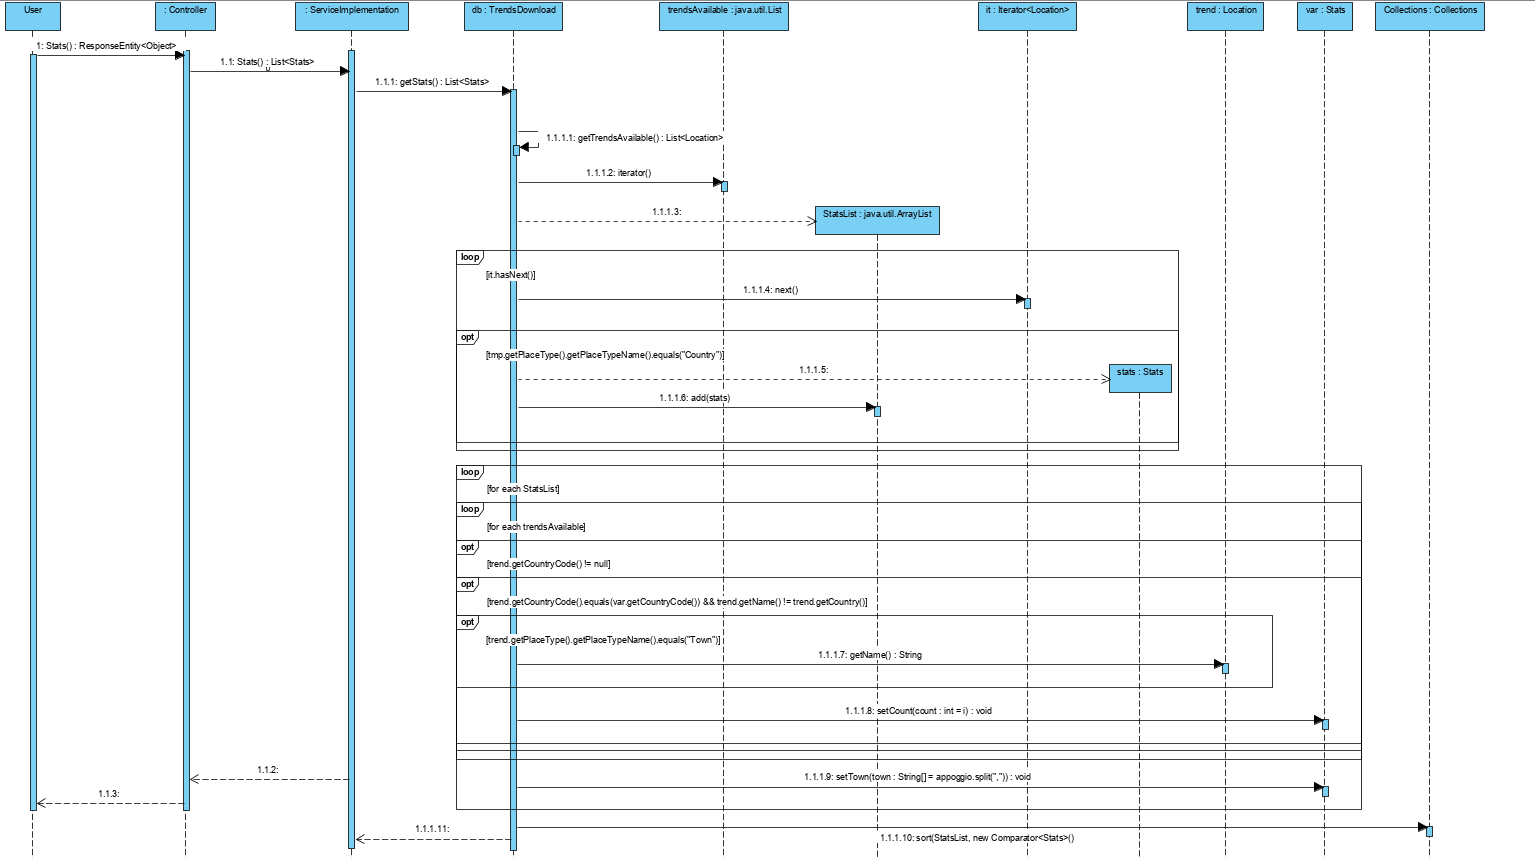 User
: Controller
: ServiceImplementation
db : TrendsDownload
trendsAvailable : java.util.List
it : Iterator<Location>
trend : Location
var : Stats
Collections : Collections
1: Stats() : ResponseEntity<Object>
1.1: Stats() : List<Stats>
1.1.1: getStats() : List<Stats>
1.1.1.1: getTrendsAvailable() : List<Location>
1.1.1.2: iterator()
1.1.1.3:
StatsList : java.util.ArrayList
loop
[it.hasNext()]
1.1.1.4: next()
opt
[tmp.getPlaceType().getPlaceTypeName().equals("Country")]
1.1.1.5:
stats : Stats
1.1.1.6: add(stats)
loop
[for each StatsList]
loop
[for each trendsAvailable]
opt
[trend.getCountryCode() != null]
opt
[trend.getCountryCode().equals(var.getCountryCode()) && trend.getName() != trend.getCountry()]
opt
[trend.getPlaceType().getPlaceTypeName().equals("Town")]
1.1.1.7: getName() : String
1.1.1.8: setCount(count : int = i) : void
1.1.2:
1.1.1.9: setTown(town : String[] = appoggio.split(",")) : void
1.1.3:
1.1.1.11:
1.1.1.10: sort(StatsList, new Comparator<Stats>()